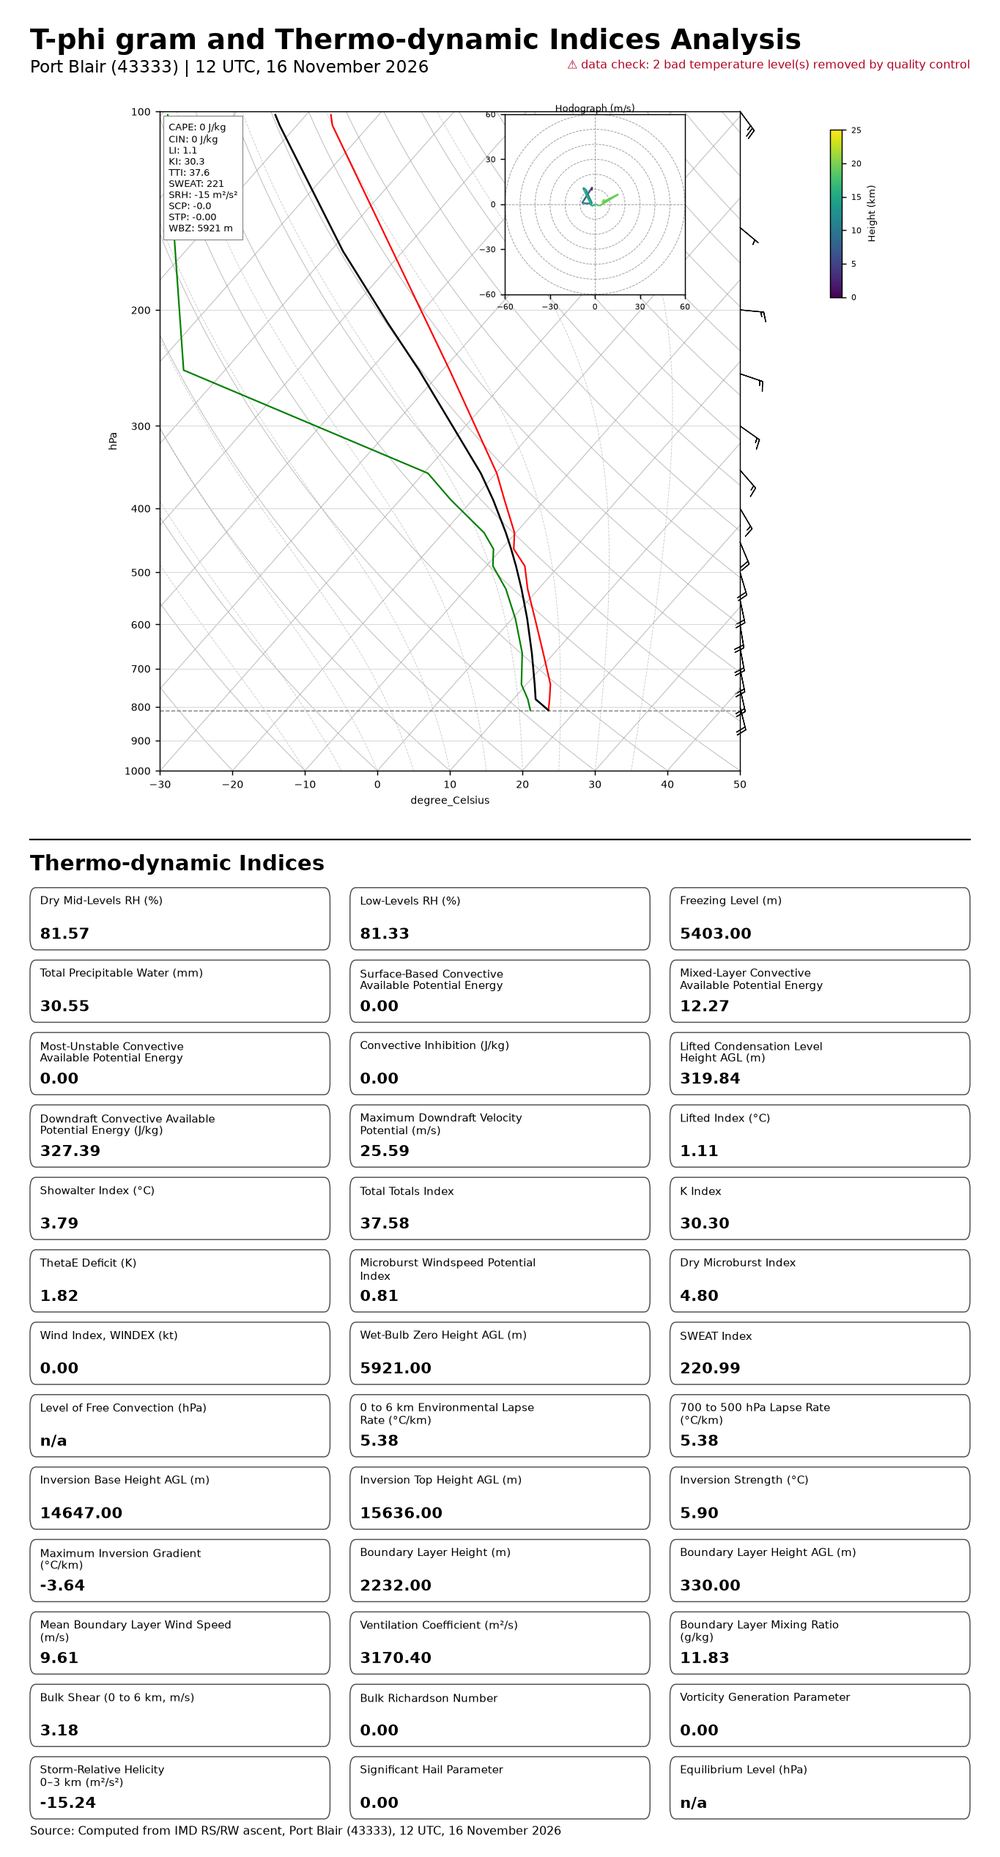 T-phi gram and Thermo-dynamic Indices Analysis
Port Blair (43333) | 12 UTC, 16 November 2026
⚠ data check: 2 bad temperature level(s) removed by quality control
Hodograph (m/s)
CAPE: 0 J/kg
CIN: 0 J/kg
LI: 1.1
KI: 30.3
TTI: 37.6
SWEAT: 221
SRH: -15 m²/s²
SCP: -0.0
STP: -0.00
WBZ: 5921 m
60
30
0
−30
−60
−60 −30 0 30 60
25
20
15
10
5
0
Height (km)
100
200
300
400
500
600
700
800
900
1000
hPa
−30 −20 −10 0 10 20 30 40 50
degree_Celsius
Thermo-dynamic Indices
Dry Mid-Levels RH (%)
81.57
Low-Levels RH (%)
81.33
Freezing Level (m)
5403.00
Total Precipitable Water (mm)
30.55
Surface-Based Convective
Available Potential Energy
0.00
Mixed-Layer Convective
Available Potential Energy
12.27
Most-Unstable Convective
Available Potential Energy
0.00
Convective Inhibition (J/kg)
0.00
Lifted Condensation Level
Height AGL (m)
319.84
Downdraft Convective Available
Potential Energy (J/kg)
327.39
Maximum Downdraft Velocity
Potential (m/s)
25.59
Lifted Index (°C)
1.11
Showalter Index (°C)
3.79
Total Totals Index
37.58
K Index
30.30
ThetaE Deficit (K)
1.82
Microburst Windspeed Potential
Index
0.81
Dry Microburst Index
4.80
Wind Index, WINDEX (kt)
0.00
Wet-Bulb Zero Height AGL (m)
5921.00
SWEAT Index
220.99
Level of Free Convection (hPa)
n/a
0 to 6 km Environmental Lapse
Rate (°C/km)
5.38
700 to 500 hPa Lapse Rate
(°C/km)
5.38
Inversion Base Height AGL (m)
14647.00
Inversion Top Height AGL (m)
15636.00
Inversion Strength (°C)
5.90
Maximum Inversion Gradient
(°C/km)
-3.64
Boundary Layer Height (m)
2232.00
Boundary Layer Height AGL (m)
330.00
Mean Boundary Layer Wind Speed
(m/s)
9.61
Ventilation Coefficient (m²/s)
3170.40
Boundary Layer Mixing Ratio
(g/kg)
11.83
Bulk Shear (0 to 6 km, m/s)
3.18
Bulk Richardson Number
0.00
Vorticity Generation Parameter
0.00
Storm-Relative Helicity
0–3 km (m²/s²)
-15.24
Significant Hail Parameter
0.00
Equilibrium Level (hPa)
n/a
Source: Computed from IMD RS/RW ascent, Port Blair (43333), 12 UTC, 16 November 2026